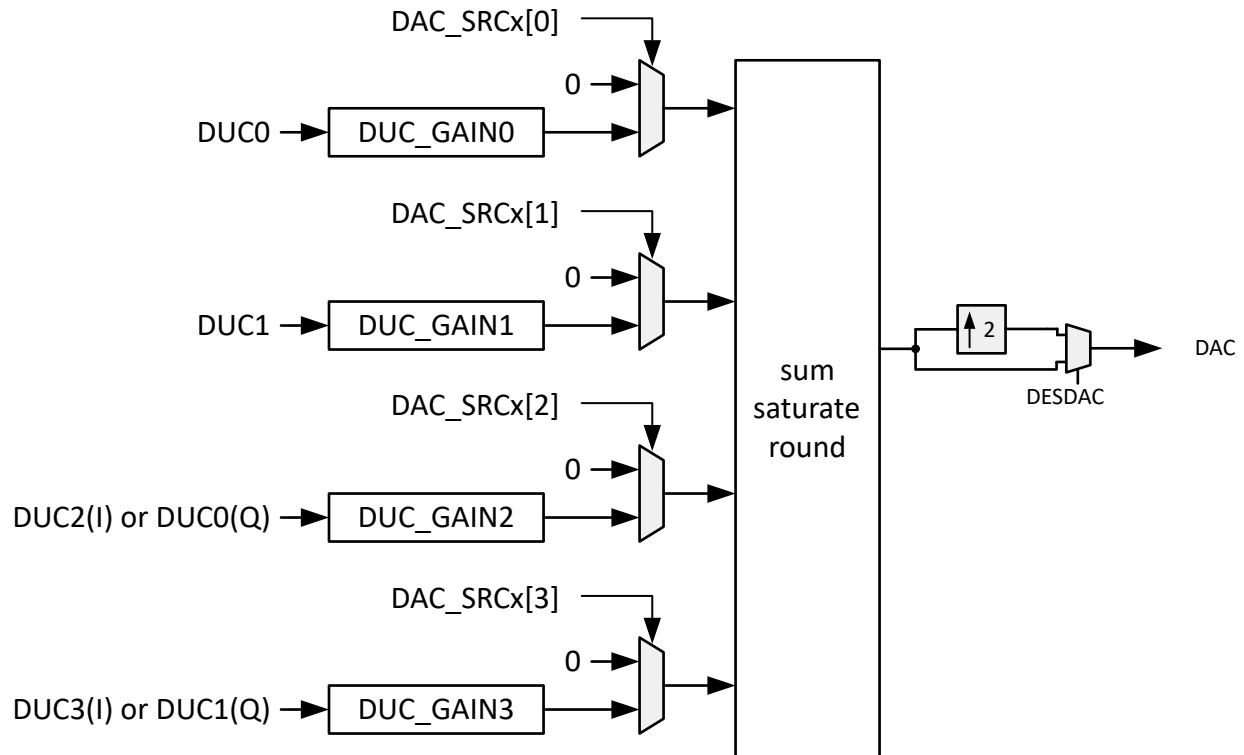 DAC_SRCx[0]
0
DUC0
DUC_GAIN0
DAC_SRCx[1]
0
DUC1
DUC_GAIN1
DAC_SRCx[2]
0
DUC2(I) or DUC0(Q)
DUC_GAIN2
DAC_SRCx[3]
0
DUC3(I) or DUC1(Q)
DUC_GAIN3
sum
saturate
round
2
DESDAC
DAC